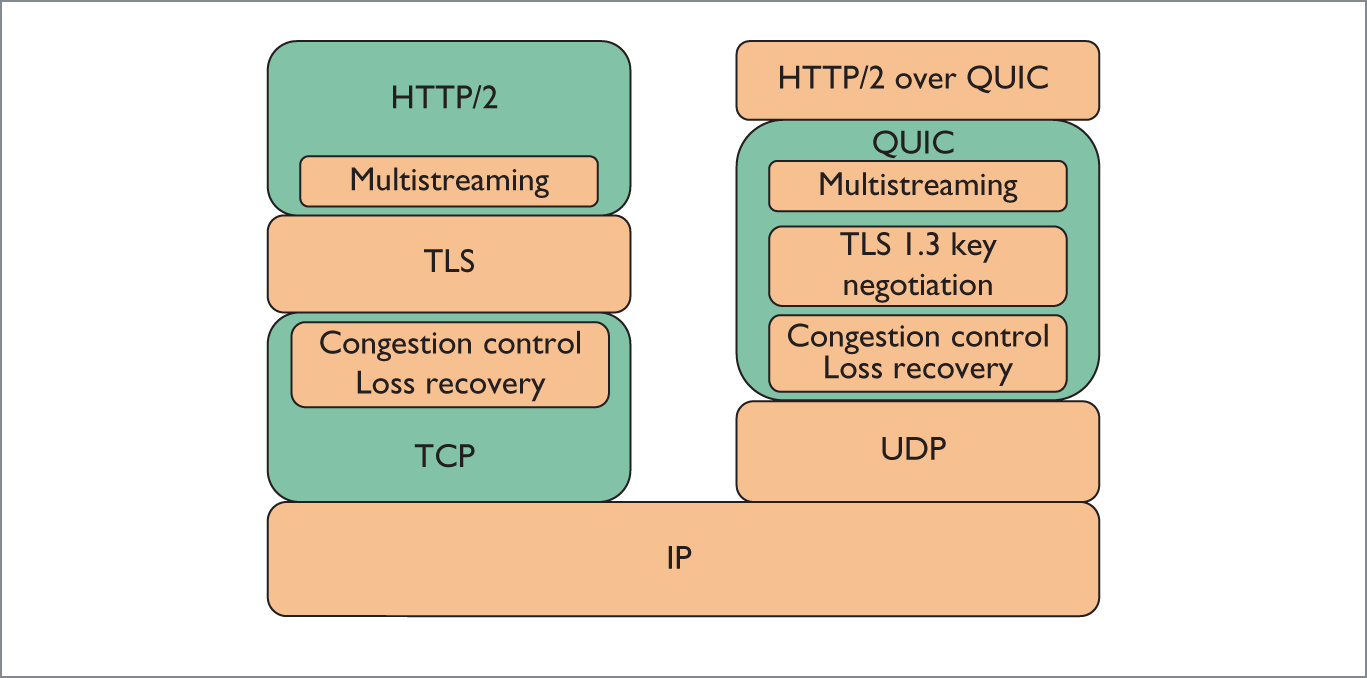 HTTP/2
Multistreaming
TLS
Congestion control
Loss recovery
TCP
HTTP/2 over QUIC
QUIC
Multistreaming
TLS 1.3 key
negotiation
Congestion control
Loss recovery
UDP
IP